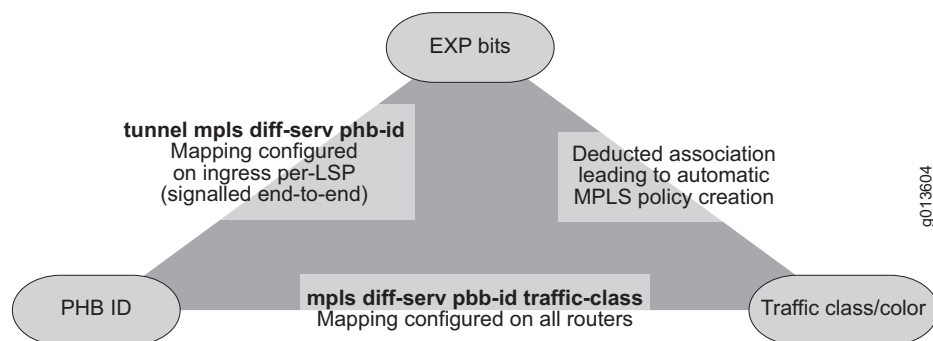 EXP bits
tunnel mpls diff-serv phb-id
Mapping configured
on ingress per-LSP
(signalled end-to-end)
Deducted association
leading to automatic
MPLS policy creation
g013604
PHB ID
mpls diff-serv pbb-id traffic-class
Mapping configured on all routers
Traffic class/color